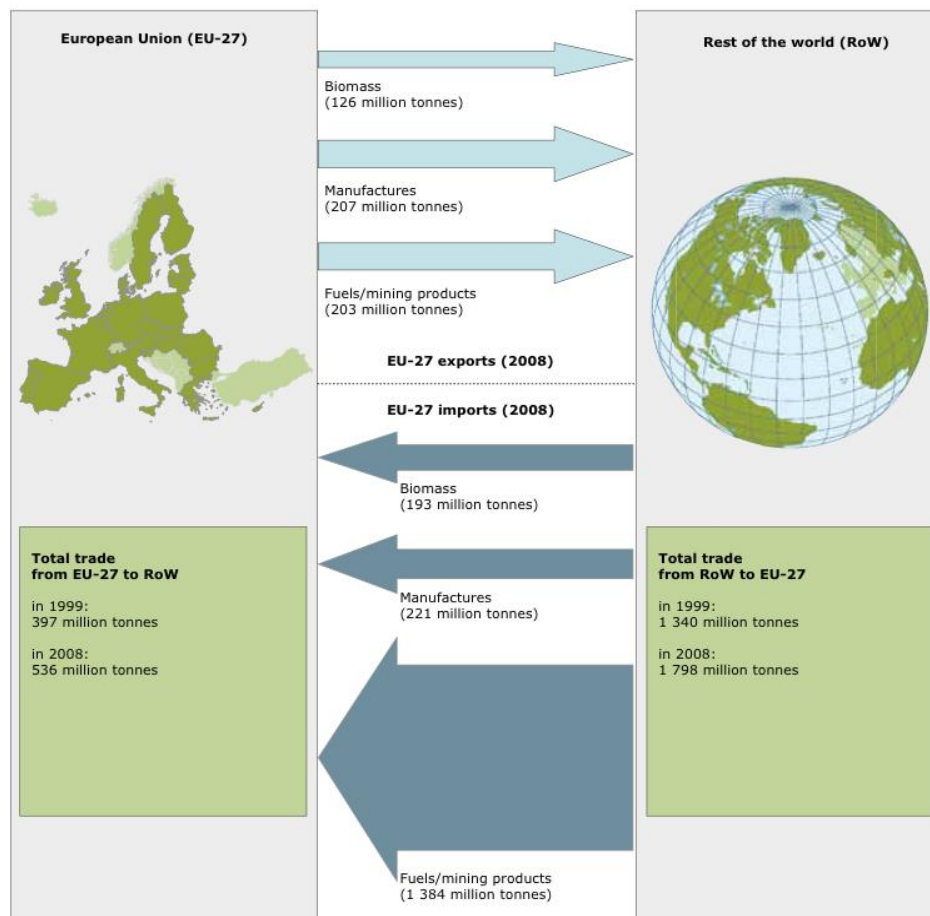 European Union (EU-27)
Rest of the world (RoW)
Biomass
(126 million tonnes)
Manufactures
(207 million tonnes)
Fuels/mining products
(203 million tonnes)
EU-27 exports (2008)
EU-27 imports (2008)
Biomass
(193 million tonnes)
Manufactures
(221 million tonnes)
Fuels/mining products
(1 384 million tonnes)
Total trade
from EU-27 to RoW
in 1999:
397 million tonnes
in 2008:
536 million tonnes
Total trade
from RoW to EU-27
in 1999:
1 340 million tonnes
in 2008:
1 798 million tonnes